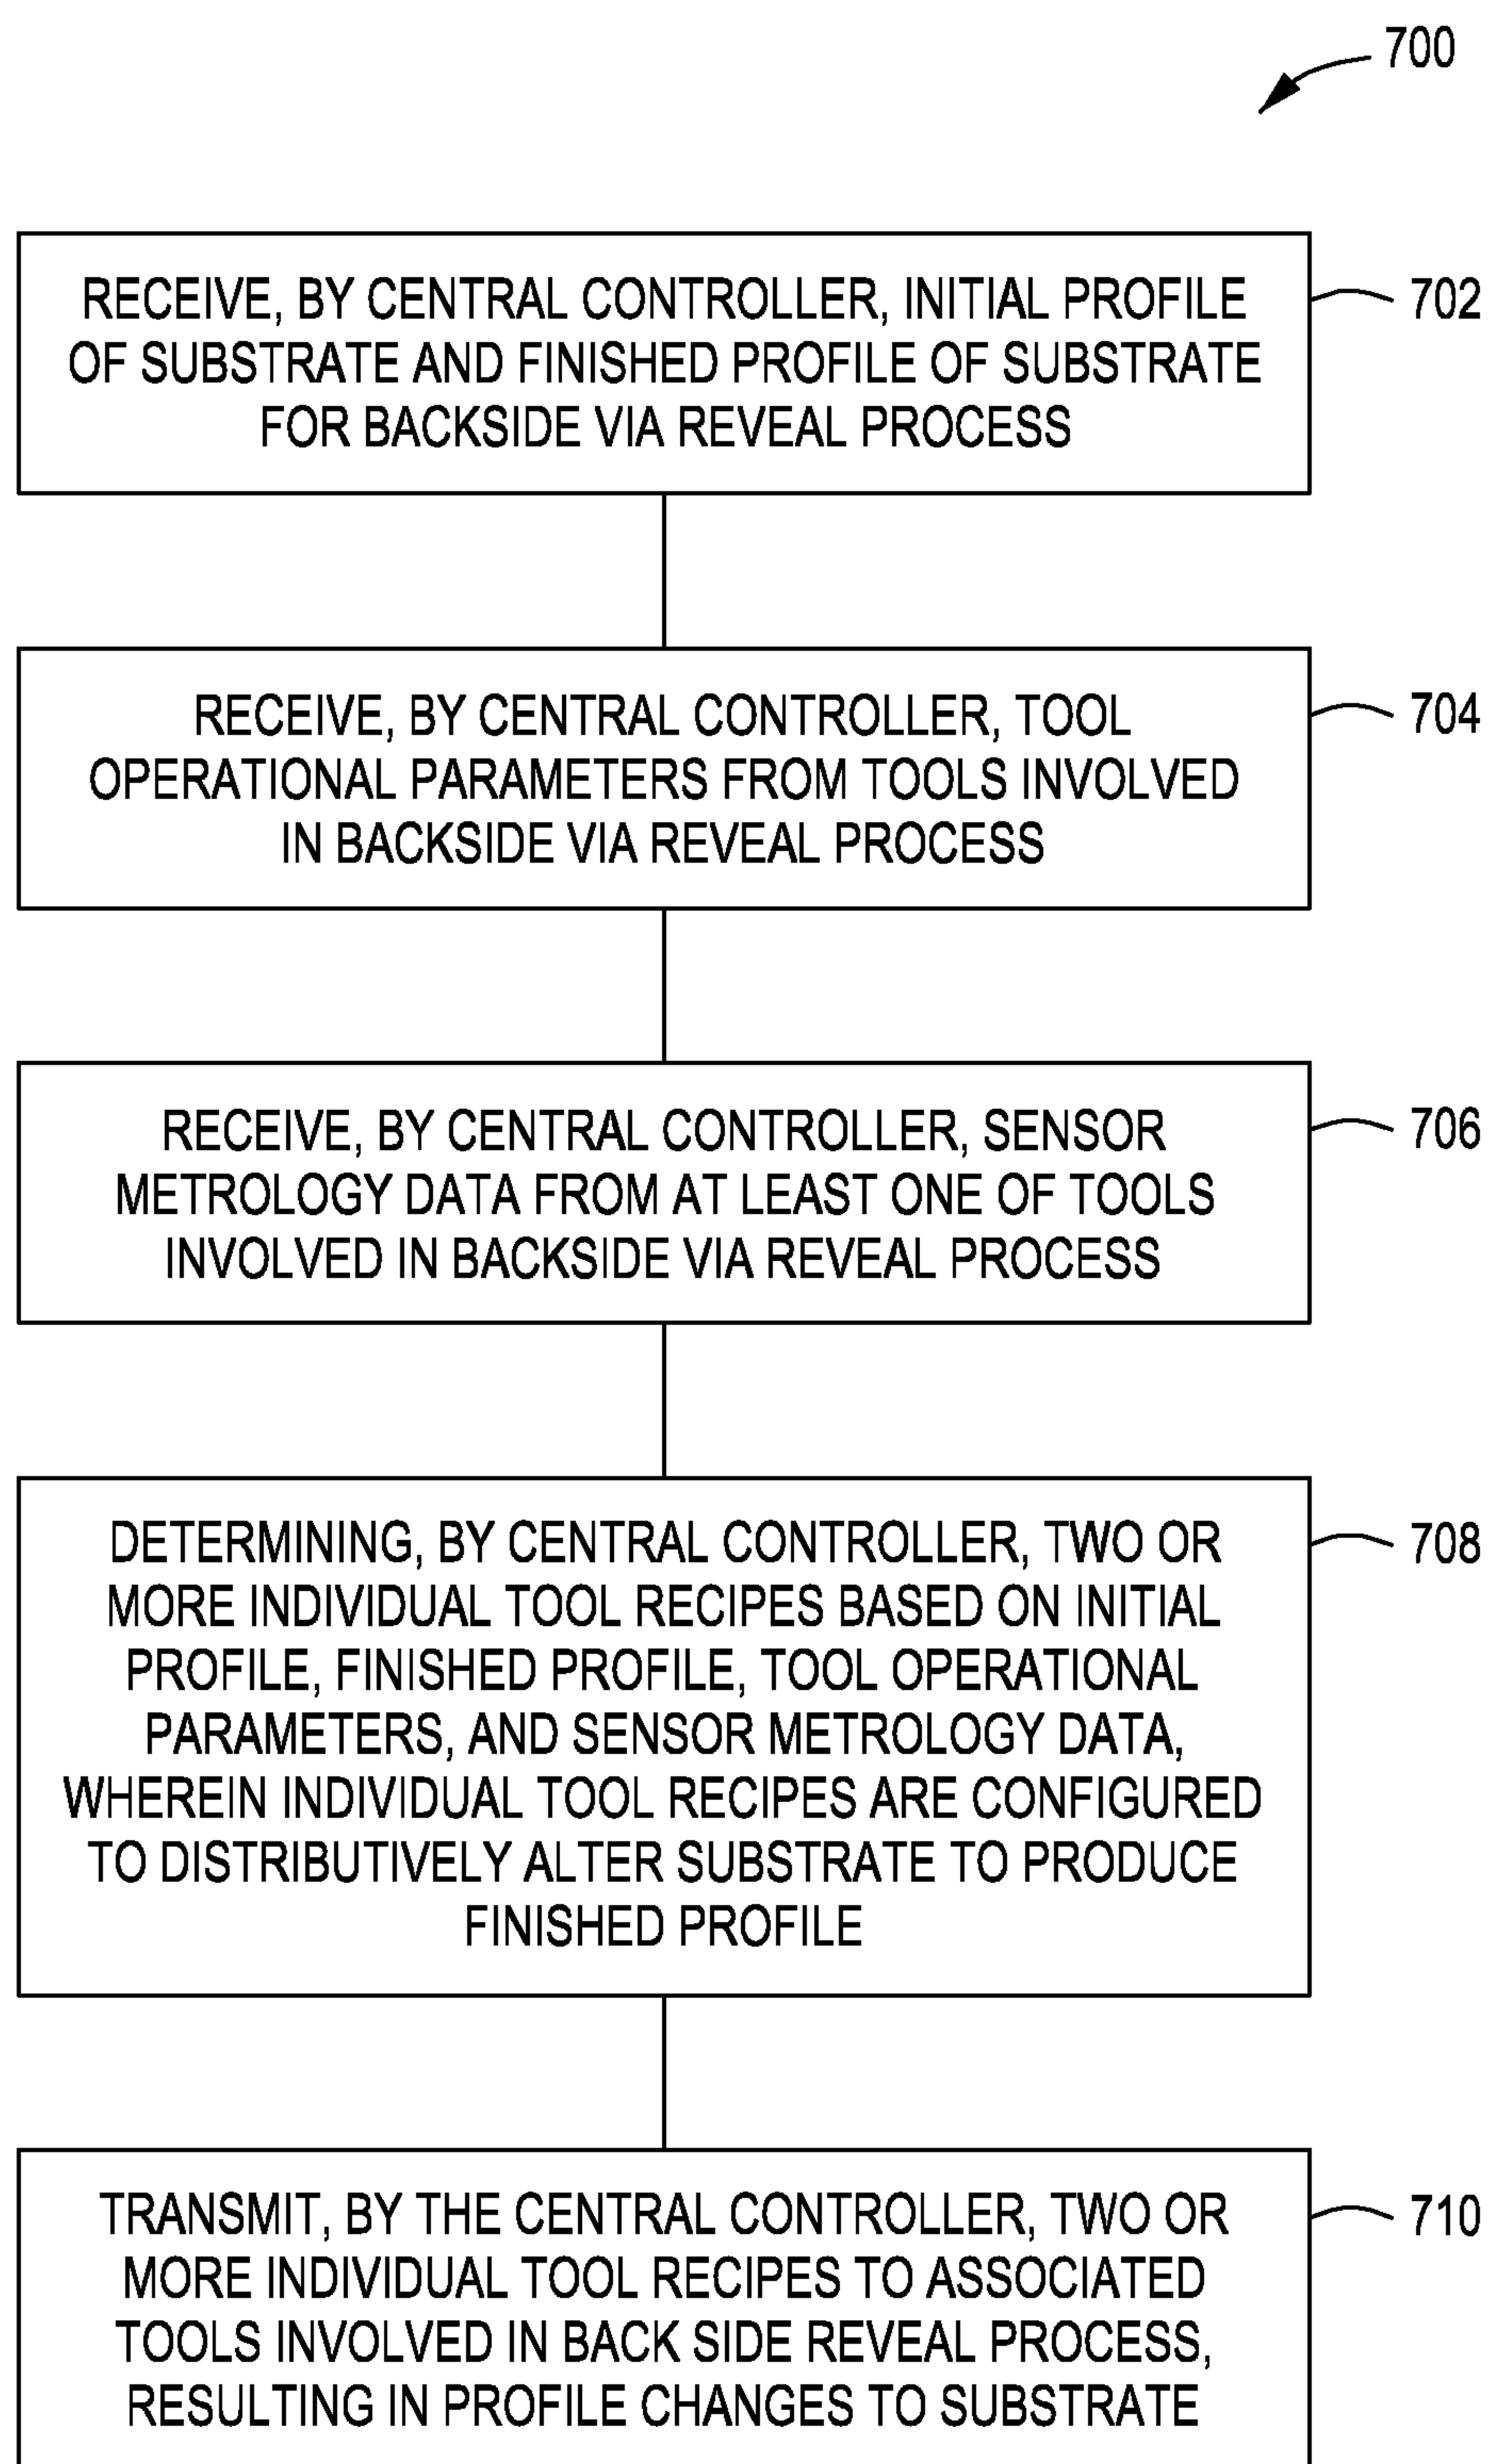 700
RECEIVE, BY CENTRAL CONTROLLER, INITIAL PROFILE
OF SUBSTRATE AND FINISHED PROFILE OF SUBSTRATE
FOR BACKSIDE VIA REVEAL PROCESS
702
RECEIVE, BY CENTRAL CONTROLLER, TOOL
OPERATIONAL PARAMETERS FROM TOOLS INVOLVED
IN BACKSIDE VIA REVEAL PROCESS
704
RECEIVE, BY CENTRAL CONTROLLER, SENSOR
METROLOGY DATA FROM AT LEAST ONE OF TOOLS
INVOLVED IN BACKSIDE VIA REVEAL PROCESS
706
DETERMINING, BY CENTRAL CONTROLLER, TWO OR
MORE INDIVIDUAL TOOL RECIPES BASED ON INITIAL
PROFILE, FINISHED PROFILE, TOOL OPERATIONAL
PARAMETERS, AND SENSOR METROLOGY DATA,
WHEREIN INDIVIDUAL TOOL RECIPES ARE CONFIGURED
TO DISTRIBUTIVELY ALTER SUBSTRATE TO PRODUCE
FINISHED PROFILE
708
TRANSMIT, BY THE CENTRAL CONTROLLER, TWO OR
MORE INDIVIDUAL TOOL RECIPES TO ASSOCIATED
TOOLS INVOLVED IN BACK SIDE REVEAL PROCESS,
RESULTING IN PROFILE CHANGES TO SUBSTRATE
710